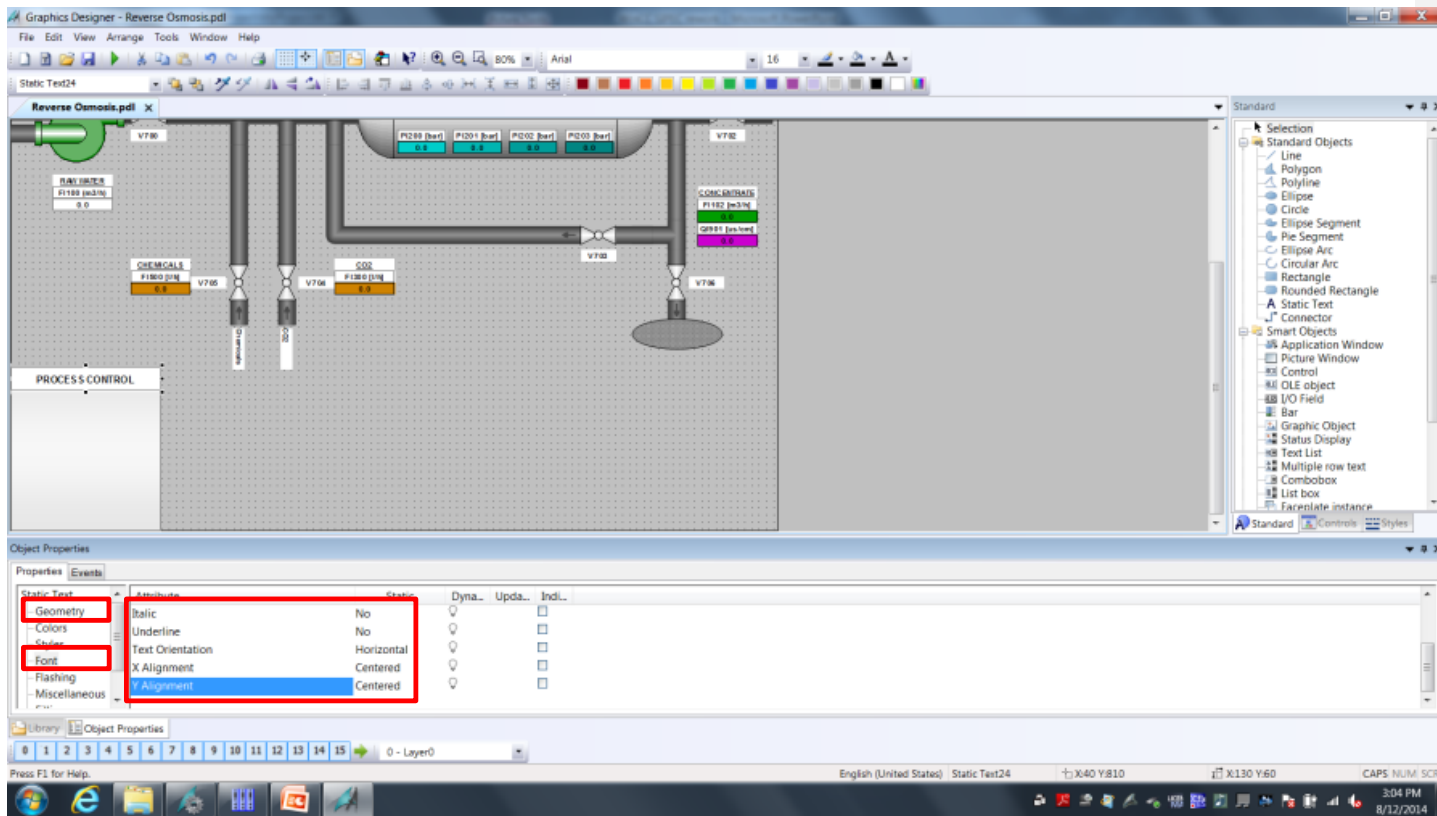 Graphics Designer - Reverse Osmosis.pdl
File Edit View Arrange Tools Window Help
80% Arial 16
Static Text24
Reverse Osmosis.pdl X
V700
PI200 [bar] PI201 [bar] PI202 [bar] PI203 [bar]
0.0 0.0 0.0 0.0
V702
RAW WATER
FI100 [m3/h]
0.0
CONCENTRATE
FI102 [m3/h]
0.0
0.0
V703
CHEMICALS
0.0
V705
V704
CO2
0.0
V706
Chemicals
CO2
PROCESS CONTROL
Standard
Selection
Standard Objects
Line
Polygon
Polyline
Ellipse
Circle
Ellipse Segment
Pie Segment
Ellipse Arc
Circular Arc
Rectangle
Rounded Rectangle
A Static Text
Connector
Smart Objects
Application Window
Picture Window
Control
OLE object
I/O Field
Bar
Graphic Object
Status Display
Text List
Multiple row text
Combobox
List box
Faceplate instance
Standard Controls Styles
Object Properties
Properties Events
Static Text Attribute Static Dyna... Upda... Indi...
Geometry
Colors
Styles
Font
Flashing
Miscellaneous
Italic No
Underline No
Text Orientation Horizontal
X Alignment Centered
Y Alignment Centered
Library Object Properties
0 1 2 3 4 5 6 7 8 9 10 11 12 13 14 15 0 - Layer0
Press F1 for Help. English (United States) Static Text24 X:40 Y:810 X:130 Y:60 CAPS NUM SCR
3:04 PM
8/12/2014